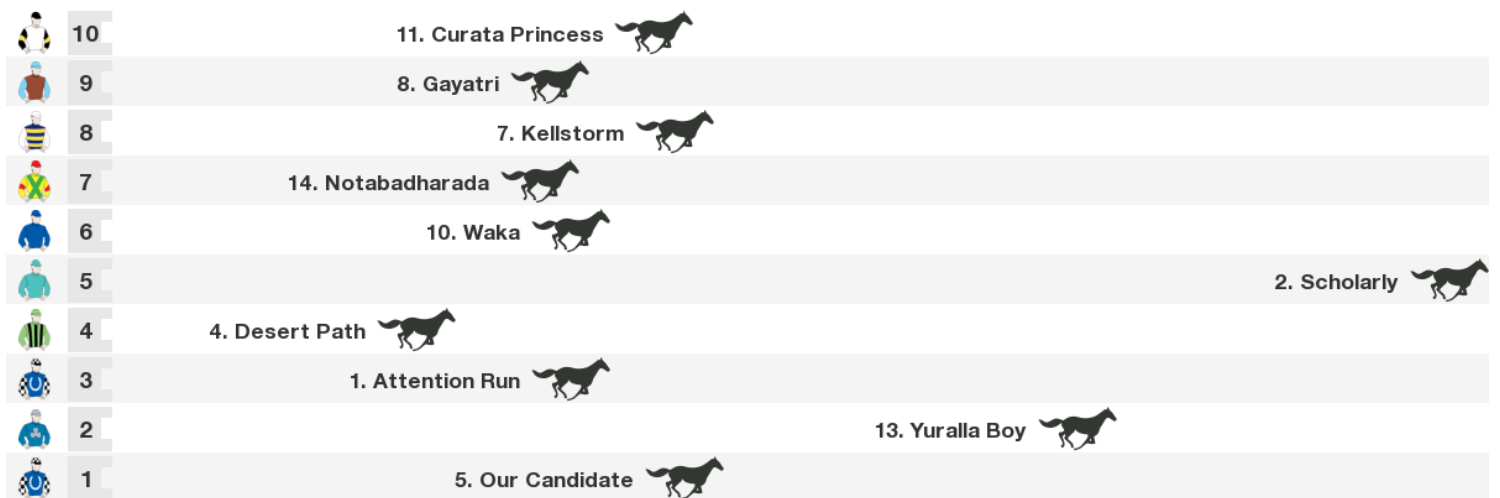 10 11. Curata Princess
9 8. Gayatri
8 7. Kellstorm
7 14. Notabadharada
6 10. Waka
5 2. Scholarly
4 4. Desert Path
3 1. Attention Run
2 13. Yuralla Boy
1 5. Our Candidate